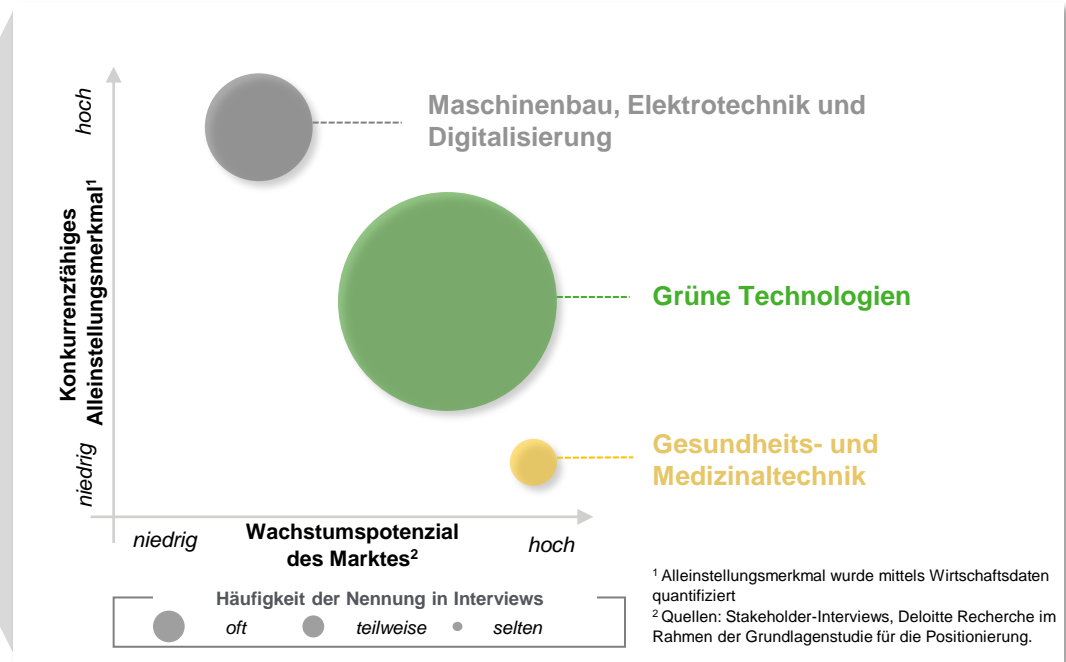 hoch
Konkurrenzfähiges
Alleinstellungsmerkmal¹
niedrig
Maschinenbau, Elektrotechnik und
Digitalisierung
Grüne Technologien
Gesundheits- und
Medizinaltechnik
niedrig
Wachstumspotenzial
des Marktes²
hoch
Häufigkeit der Nennung in Interviews
oft
teilweise
selten
¹ Alleinstellungsmerkmal wurde mittels Wirtschaftsdaten
quantifiziert
² Quellen: Stakeholder-Interviews, Deloitte Recherche im
Rahmen der Grundlagenstudie für die Positionierung.